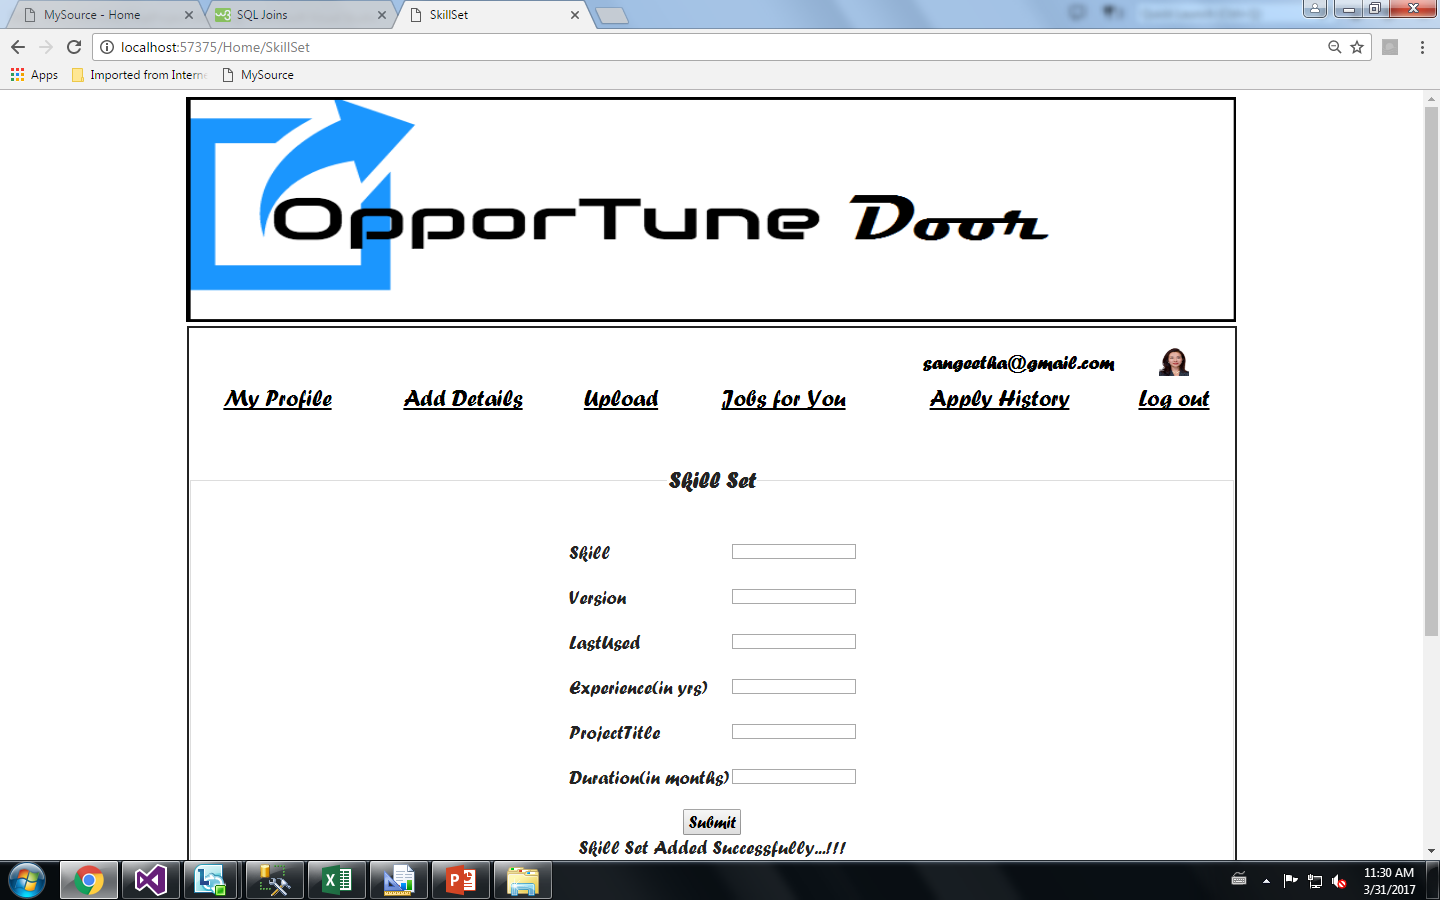 MySource - Home
SQL Joins
SkillSet
localhost:57375/Home/SkillSet
Apps
Imported from Intern
MySource
OpporTune Door
sangeetha@gmail.com
My Profile Add Details Upload Jobs for You Apply History Log out
Skill Set
Skill
Version
LastUsed
Experience(in yrs)
ProjectTitle
Duration(in months)
Submit
Skill Set Added Successfully...!!!
11:30 AM
3/31/2017